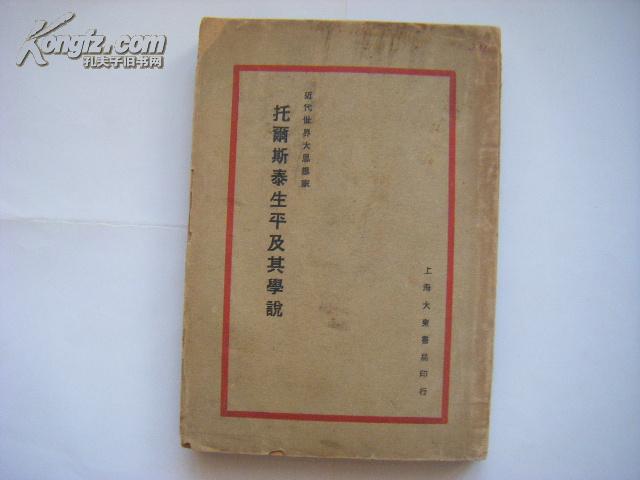 Kongfz.com
孔夫子旧书网
近代世界大思想家
托爾斯泰生平及其學說
上海大東書局印行